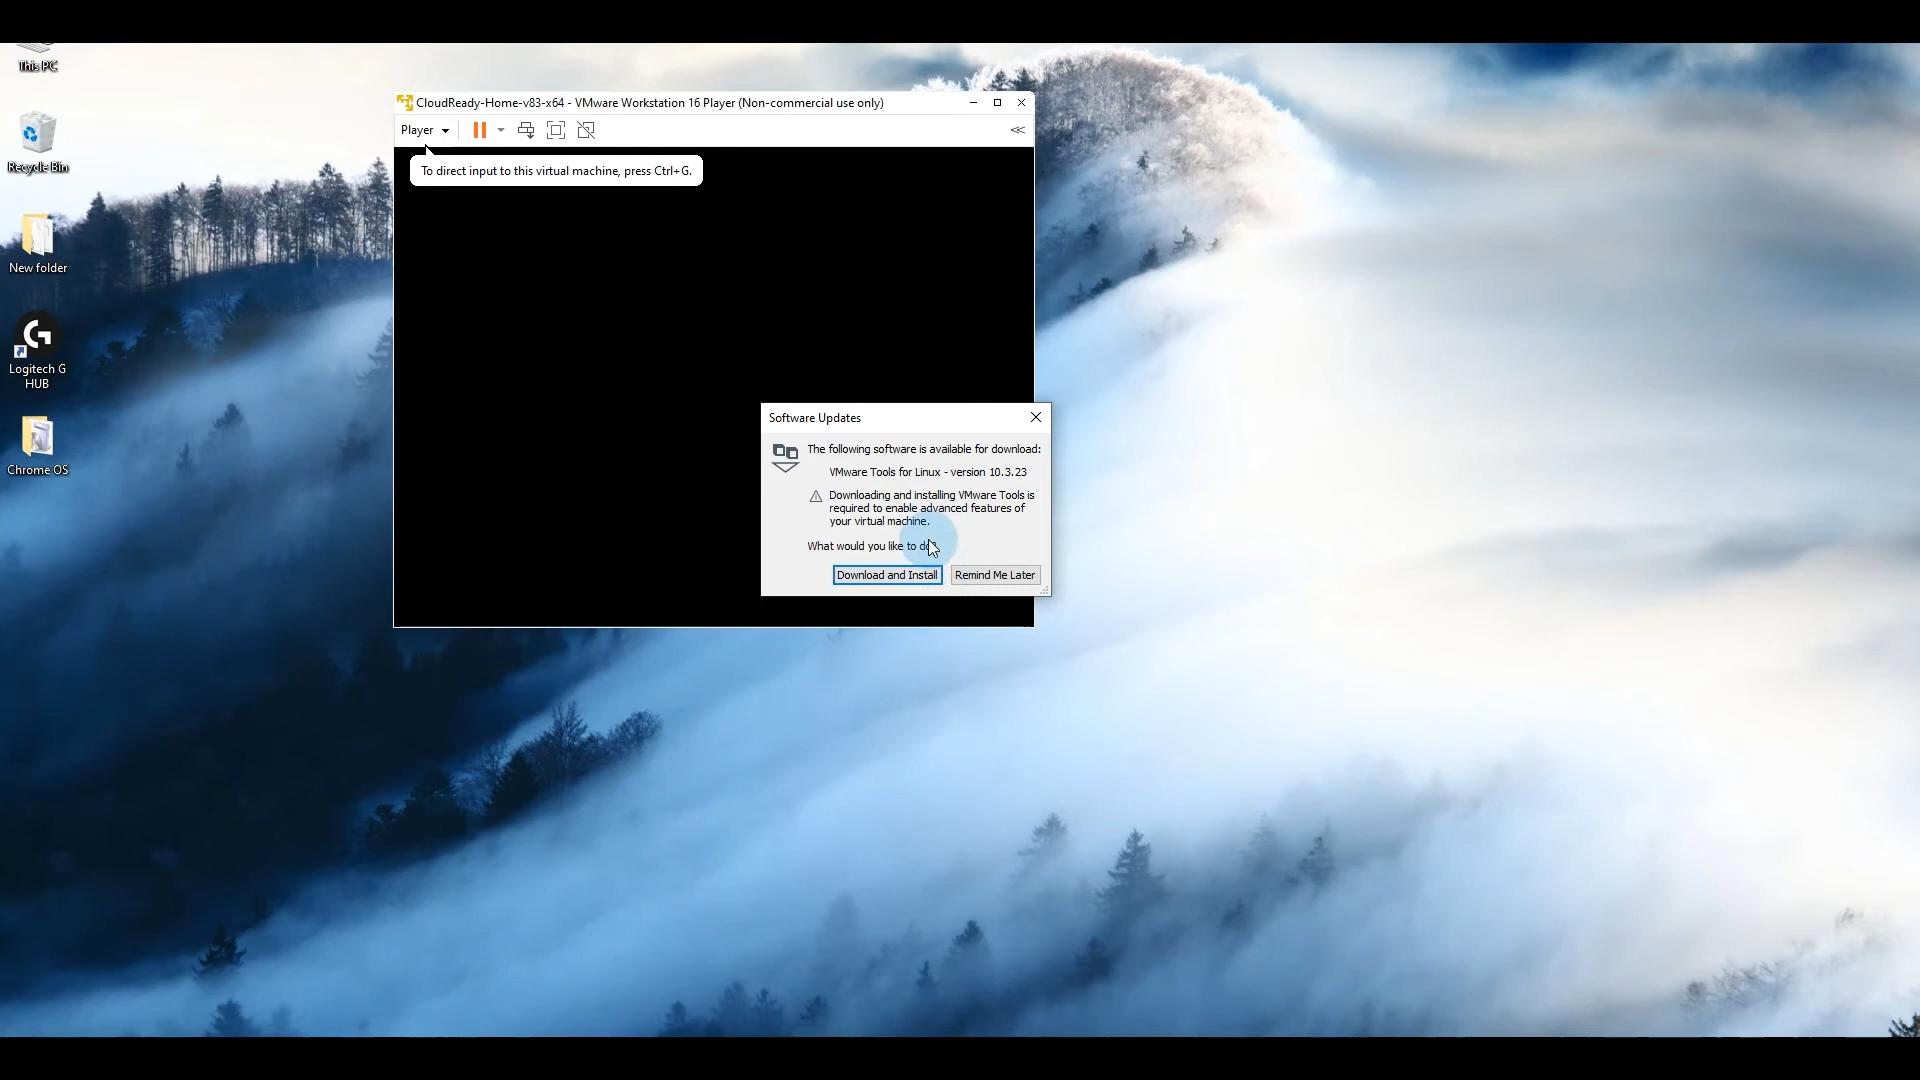 This PC
Recycle Bin
New folder
Logitech G
HUB
Chrome OS
CloudReady-Home-v83-x64 - VMware Workstation 16 Player (Non-commercial use only)
Player
To direct input to this virtual machine, press Ctrl+G.
Software Updates
The following software is available for download:
VMware Tools for Linux - version 10.3.23
Downloading and installing VMware Tools is
required to enable advanced features of
your virtual machine.
What would you like to do?
Download and Install
Remind Me Later